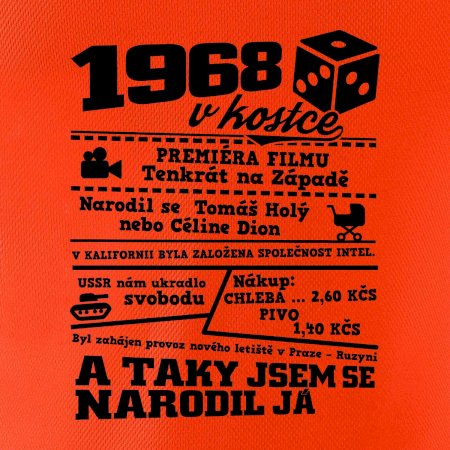 1968
v kostce
PREMIÉRA FILMU
Tenkrát na Západě
Narodil se Tomáš Holý
nebo Céline Dion
V KALIFORNII BYLA ZALOŽENA SPOLEČNOST INTEL.
USSR nám ukradlo
svobodu
Nákup:
CHLEBA ... 2,60 KČS
PIVO
1,40 KČS
Byl zahájen provoz nového letiště v Praze - Ruzyni
A TAKY JSEM SE
NARODIL JÁ